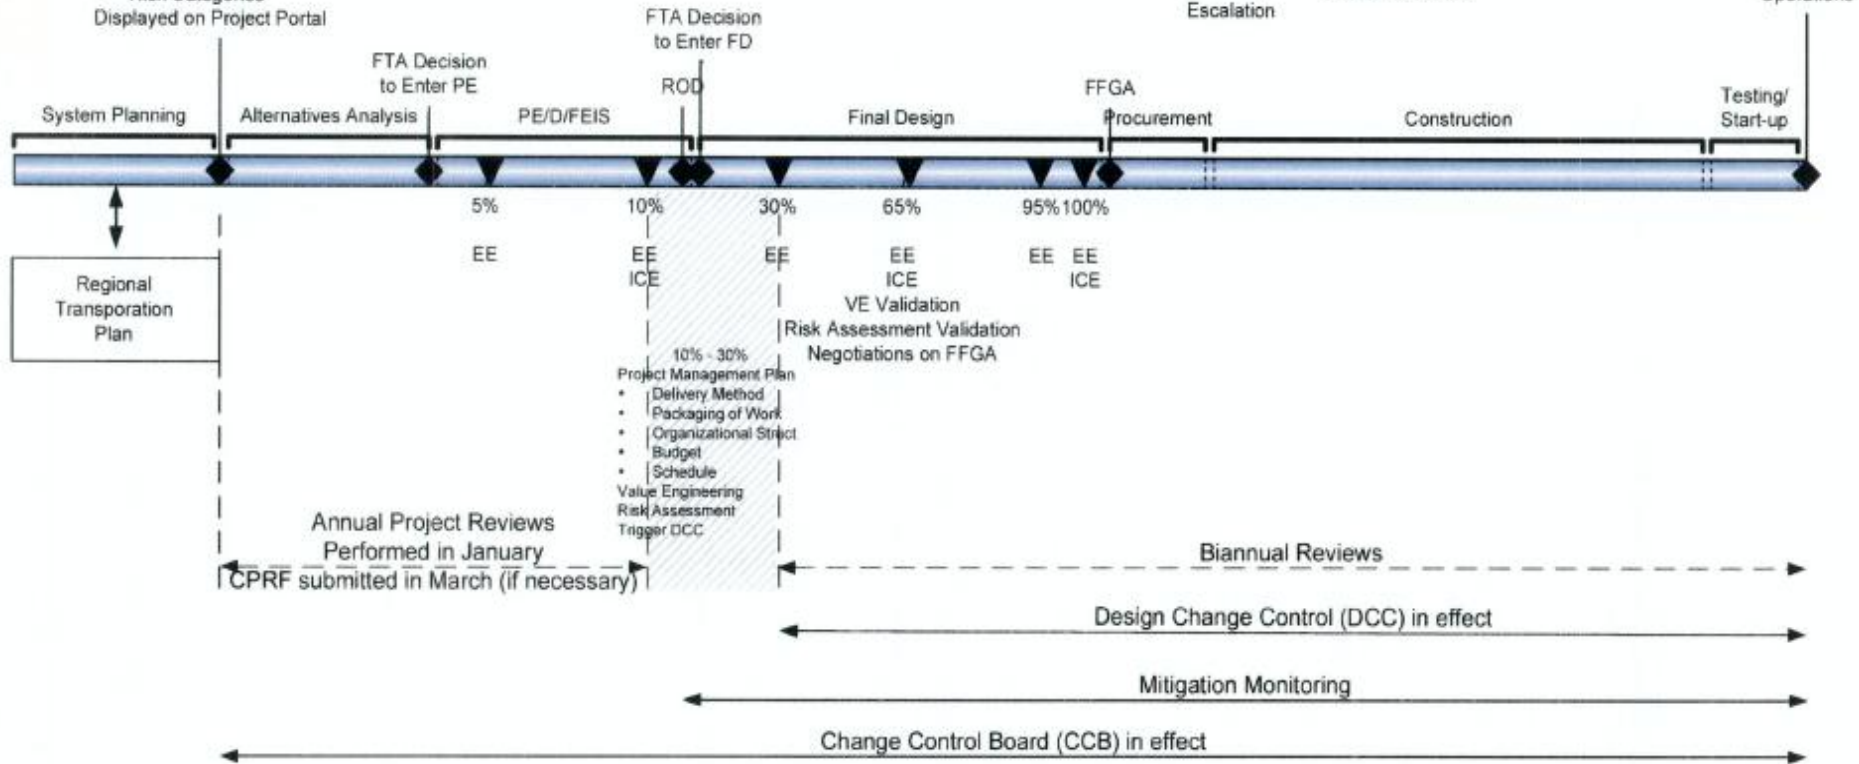 Displayed on Project Portal
FTA Decision
to Enter PE
FTA Decision
to Enter FD
ROD
Escalation
FFGA
System Planning
Alternatives Analysis
PE/D/FEIS
Final Design
Procurement
Construction
Testing/
Start-up
5%
10%
30%
65%
95%
100%
EE
EE
ICE
EE
EE
ICE
VE Validation
Risk Assessment Validation
Negotiations on FFGA
EE
EE
ICE
Regional
Transporation
Plan
10% - 30%
Project Management Plan
• Delivery Method
• Packaging of Work
• Organizational Struct
• Budget
• Schedule
Value Engineering
Risk Assessment
Trigger DCC
Annual Project Reviews
Performed in January
CPRF submitted in March (if necessary)
Biannual Reviews
Design Change Control (DCC) in effect
Mitigation Monitoring
Change Control Board (CCB) in effect